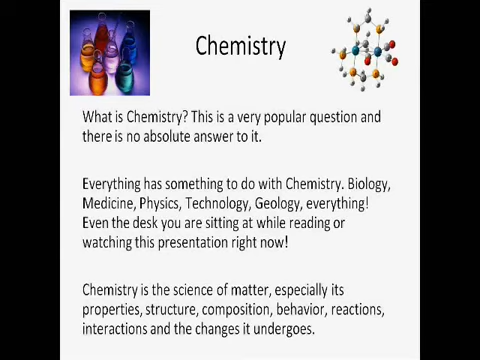 Chemistry
What is Chemistry? This is a very popular question and
there is no absolute answer to it.
Everything has something to do with Chemistry. Biology,
Medicine, Physics, Technology, Geology, everything!
Even the desk you are sitting at while reading or
watching this presentation right now!
Chemistry is the science of matter, especially its
properties, structure, composition, behavior, reactions,
interactions and the changes it undergoes.